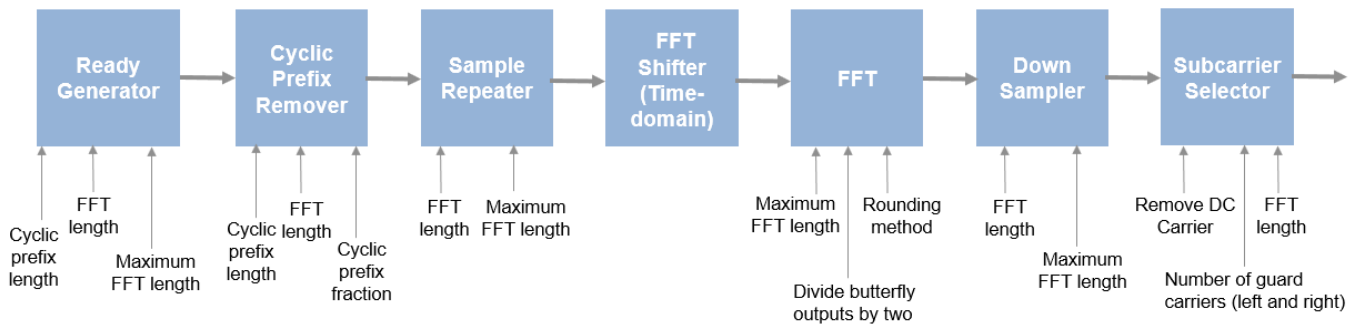 Ready
Generator
Cyclic
Prefix
Remover
Sample
Repeater
FFT
Shifter
(Time-
domain)
FFT
Down
Sampler
Subcarrier
Selector
Cyclic
prefix
length
FFT
length
Maximum
FFT length
Cyclic
prefix
length
FFT
length
Cyclic
prefix
fraction
FFT
length
Maximum
FFT length
Maximum
FFT length
Divide butterfly
outputs by two
Rounding
method
FFT
length
Maximum
FFT length
Remove DC
Carrier
Number of guard
carriers (left and right)
FFT
length